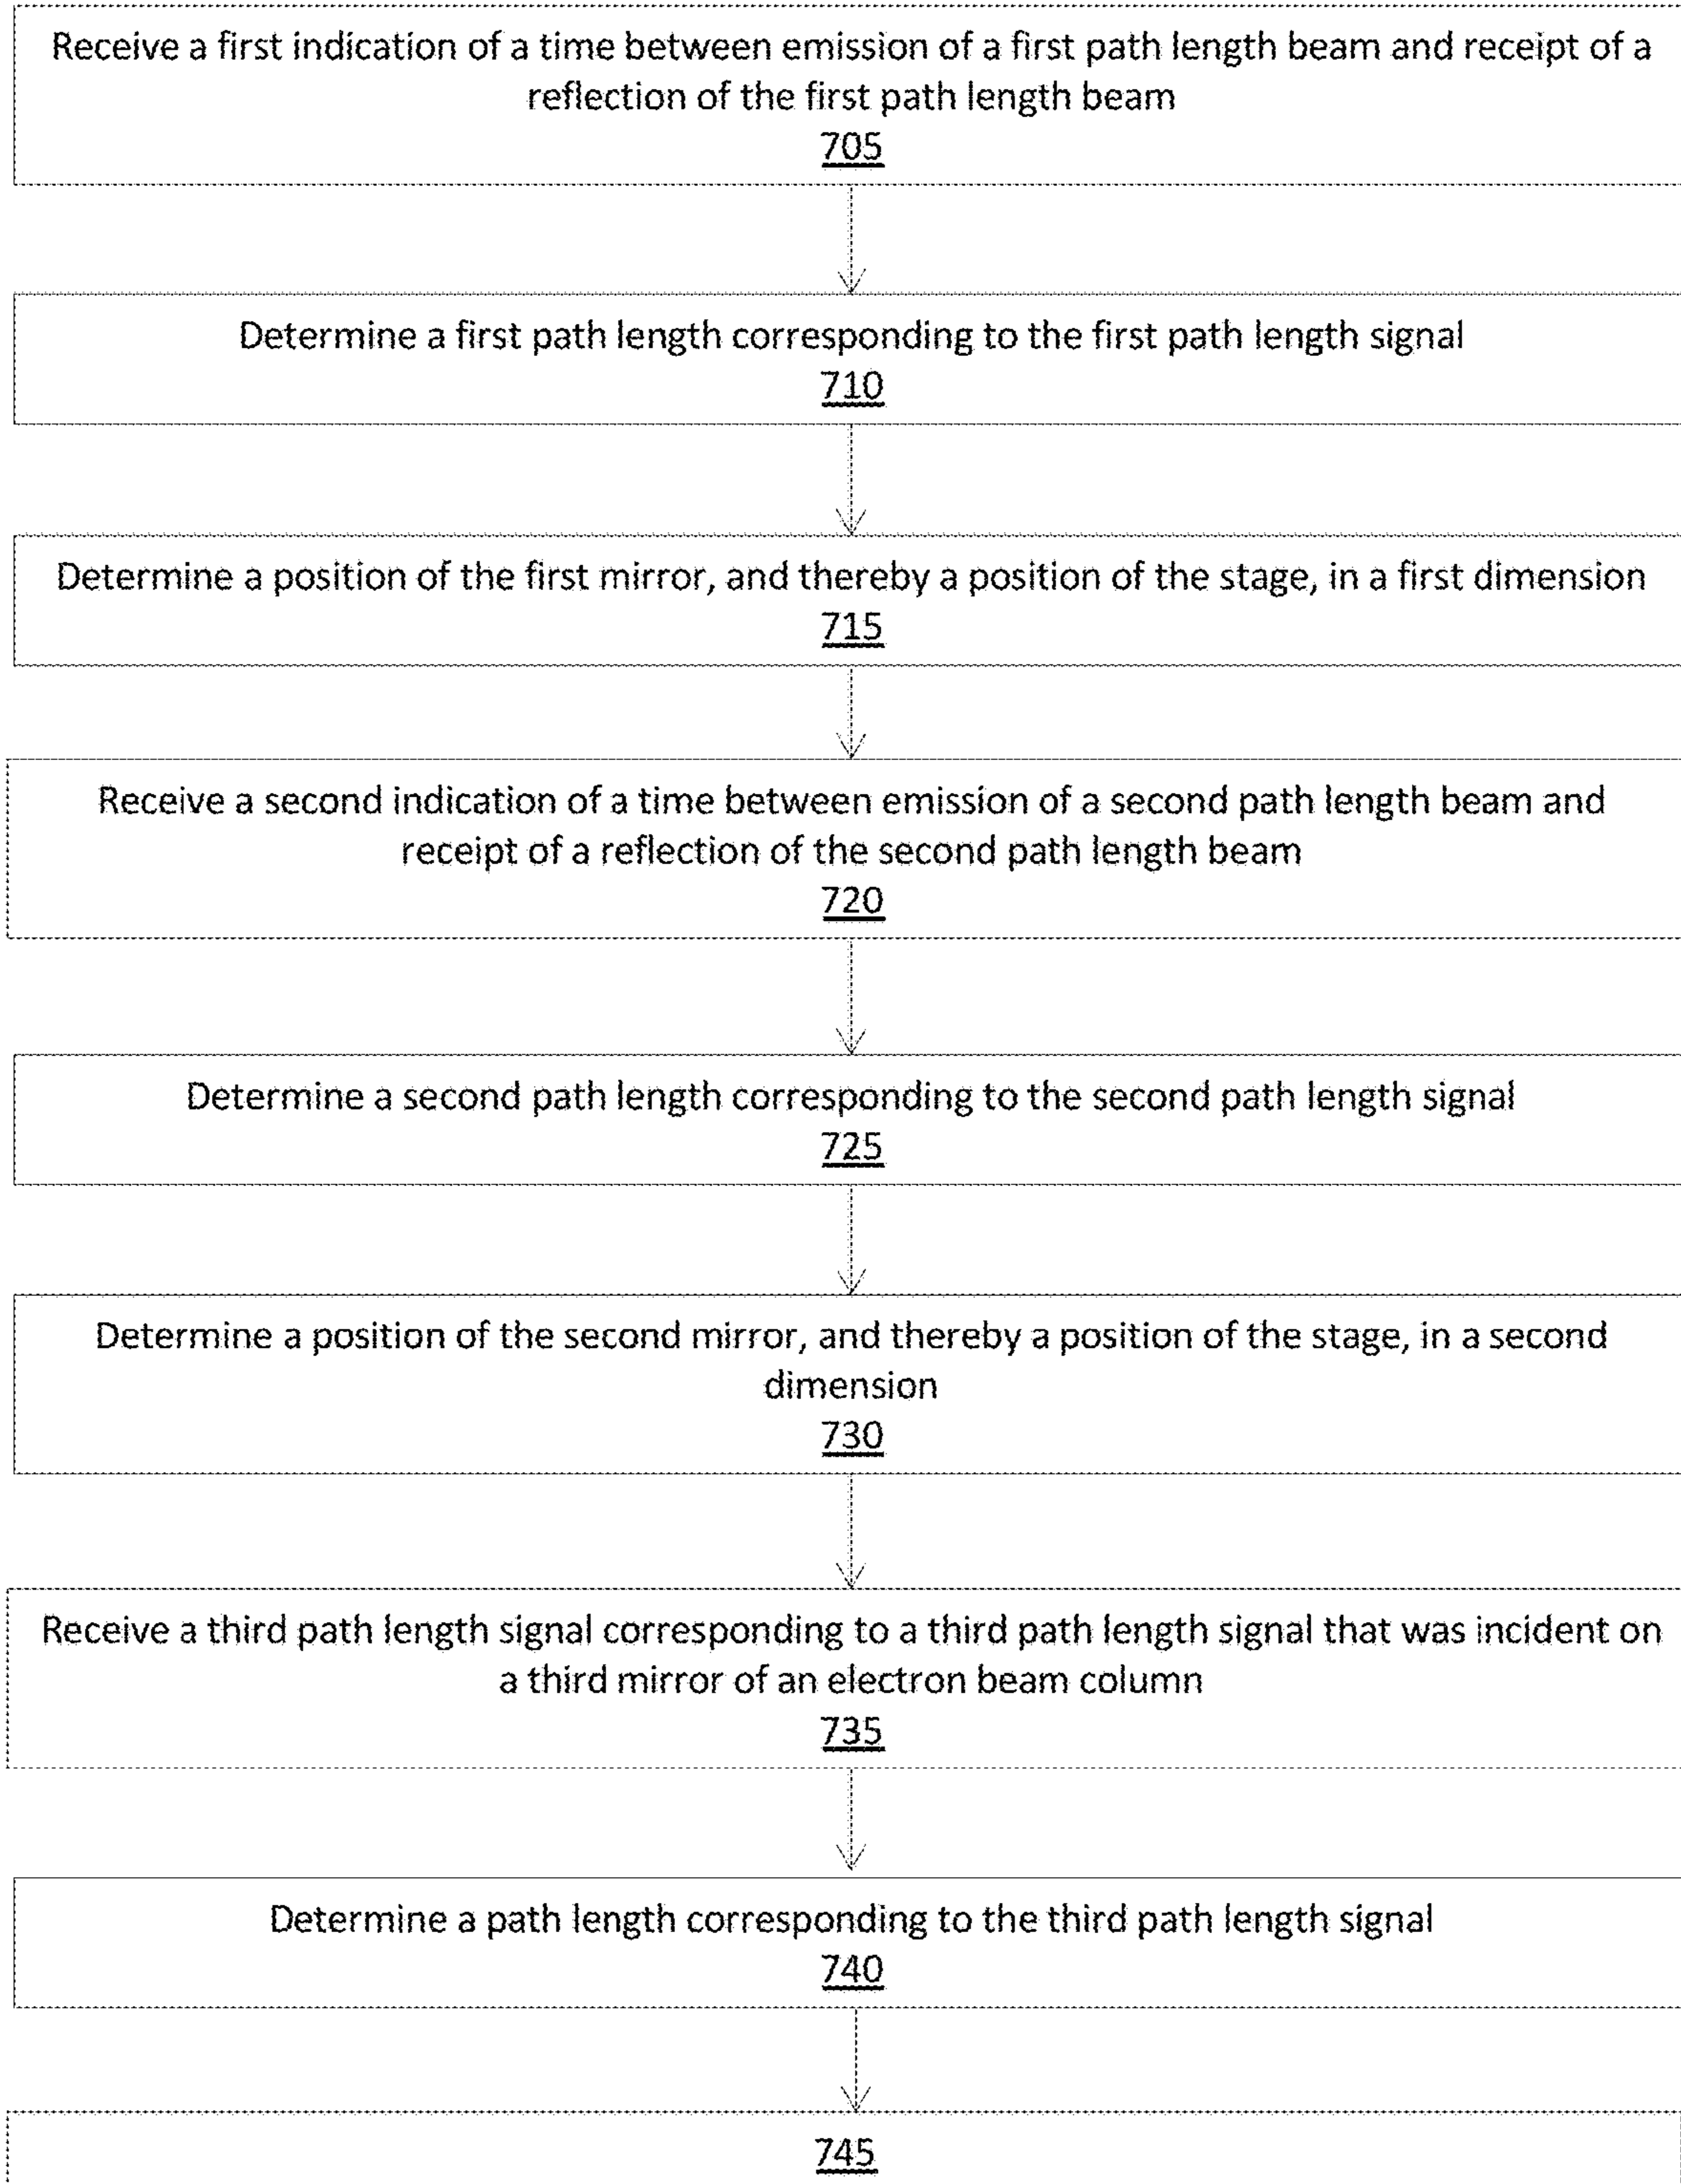 Receive a first indication of a time between emission of a first path length beam and receipt of a
reflection of the first path length beam
705
Determine a first path length corresponding to the first path length signal
710
Determine a position of the first mirror, and thereby a position of the stage, in a first dimension
715
Receive a second indication of a time between emission of a second path length beam and
receipt of a reflection of the second path length beam
720
Determine a second path length corresponding to the second path length signal
725
Determine a position of the second mirror, and thereby a position of the stage, in a second
dimension
730
Receive a third path length signal corresponding to a third path length signal that was incident on
a third mirror of an electron beam column
735
Determine a path length corresponding to the third path length signal
740
745